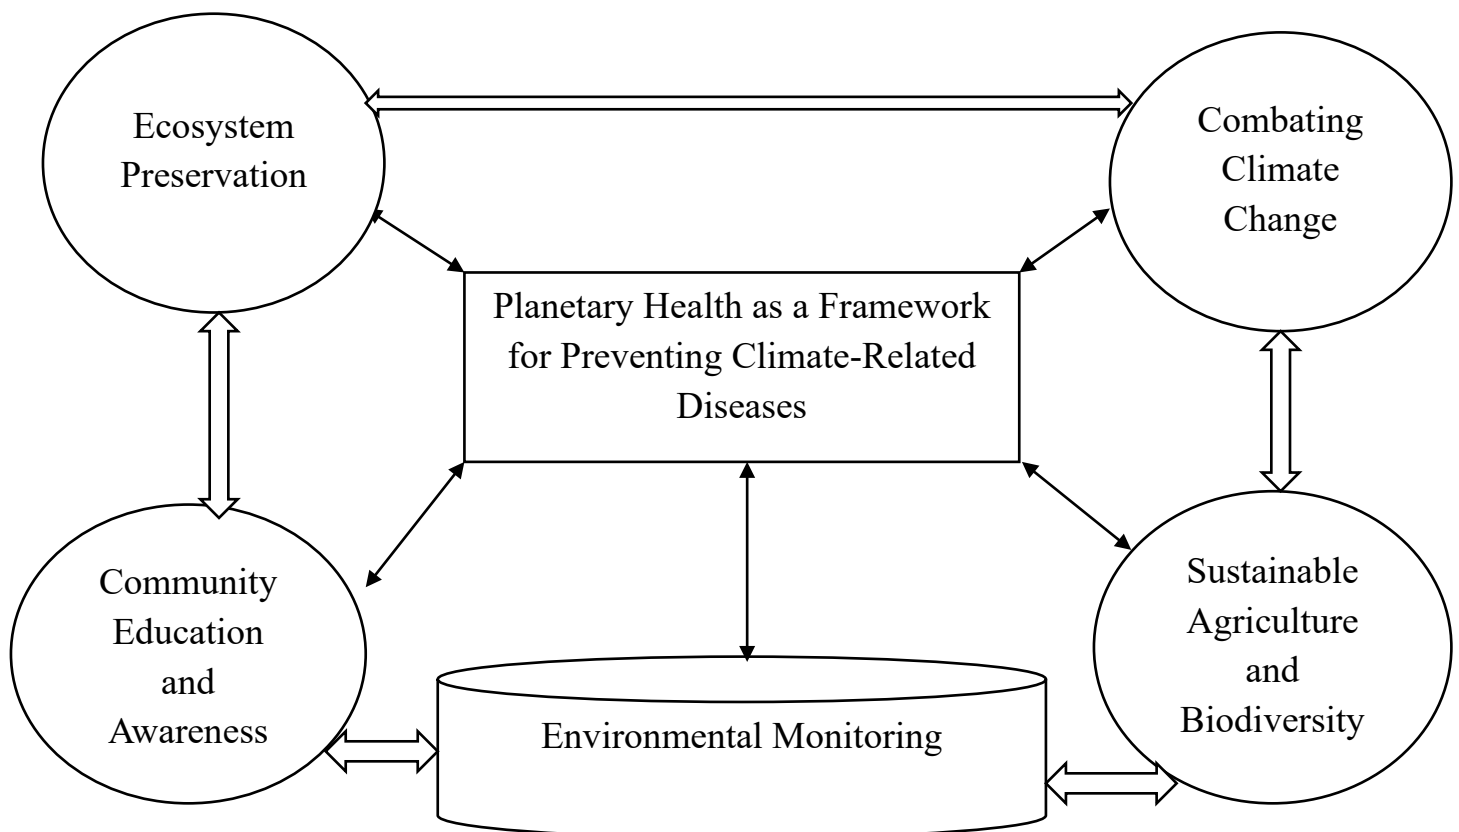 Ecosystem
Preservation
Combating
Climate
Change
Planetary Health as a Framework
for Preventing Climate-Related
Diseases
Community
Education
and
Awareness
Environmental Monitoring
Sustainable
Agriculture
and
Biodiversity